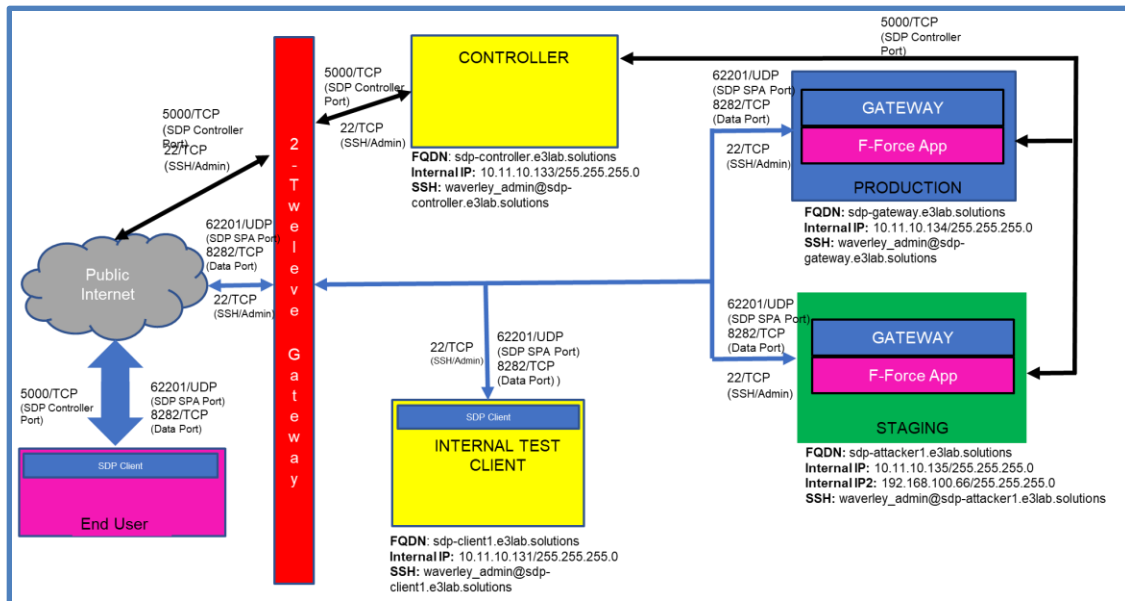 5000/TCP
(SDP Controller
Port)
22/TCP
(SSH/Admin)
62201/UDP
(SDP SPA Port)
8282/TCP
(Data Port)
22/TCP
(SSH/Admin)
Public
Internet
5000/TCP
(SDP Controller
Port)
62201/UDP
(SDP SPA Port)
8282/TCP
(Data Port)
SDP Client
End User
2
-
T
w
e
l
e
v
e
G
a
t
e
w
a
y
5000/TCP
(SDP Controller
Port)
22/TCP
(SSH/Admin)
CONTROLLER
FQDN: sdp-controller.e3lab.solutions
Internal IP: 10.11.10.133/255.255.255.0
SSH: waverley_admin@sdp-
controller.e3lab.solutions
22/TCP
(SSH/Admin)
62201/UDP
(SDP SPA Port)
8282/TCP
(Data Port) )
SDP Client
INTERNAL TEST
CLIENT
FQDN: sdp-client1.e3lab.solutions
Internal IP: 10.11.10.131/255.255.255.0
SSH: waverley_admin@sdp-
client1.e3lab.solutions
5000/TCP
(SDP Controller
Port)
62201/UDP
(SDP SPA Port)
8282/TCP
(Data Port)
22/TCP
(SSH/Admin)
GATEWAY
F-Force App
PRODUCTION
FQDN: sdp-gateway.e3lab.solutions
Internal IP: 10.11.10.134/255.255.255.0
SSH: waverley_admin@sdp-
gateway.e3lab.solutions
62201/UDP
(SDP SPA Port)
8282/TCP
(Data Port)
22/TCP
(SSH/Admin)
GATEWAY
F-Force App
STAGING
FQDN: sdp-attacker1.e3lab.solutions
Internal IP: 10.11.10.135/255.255.255.0
Internal IP2: 192.168.100.66/255.255.255.0
SSH: waverley_admin@sdp-attacker1.e3lab.solutions